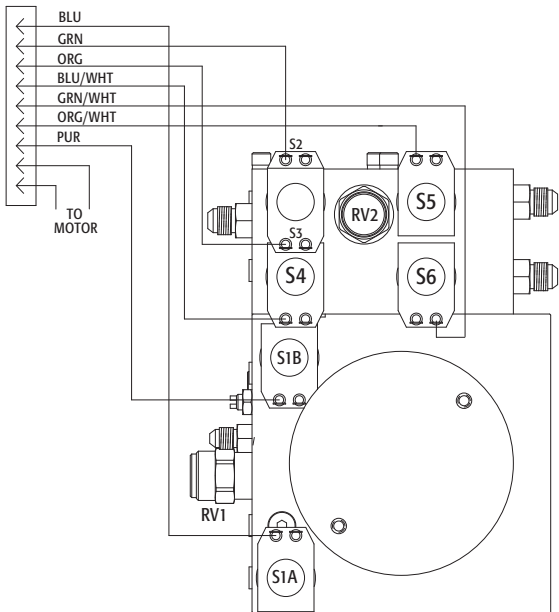 BLU
GRN
ORG
BLU/WHT
GRN/WHT
ORG/WHT
PUR
TO
MOTOR
S2
S3
RV2
S5
S4
S6
S1B
RV1
S1A